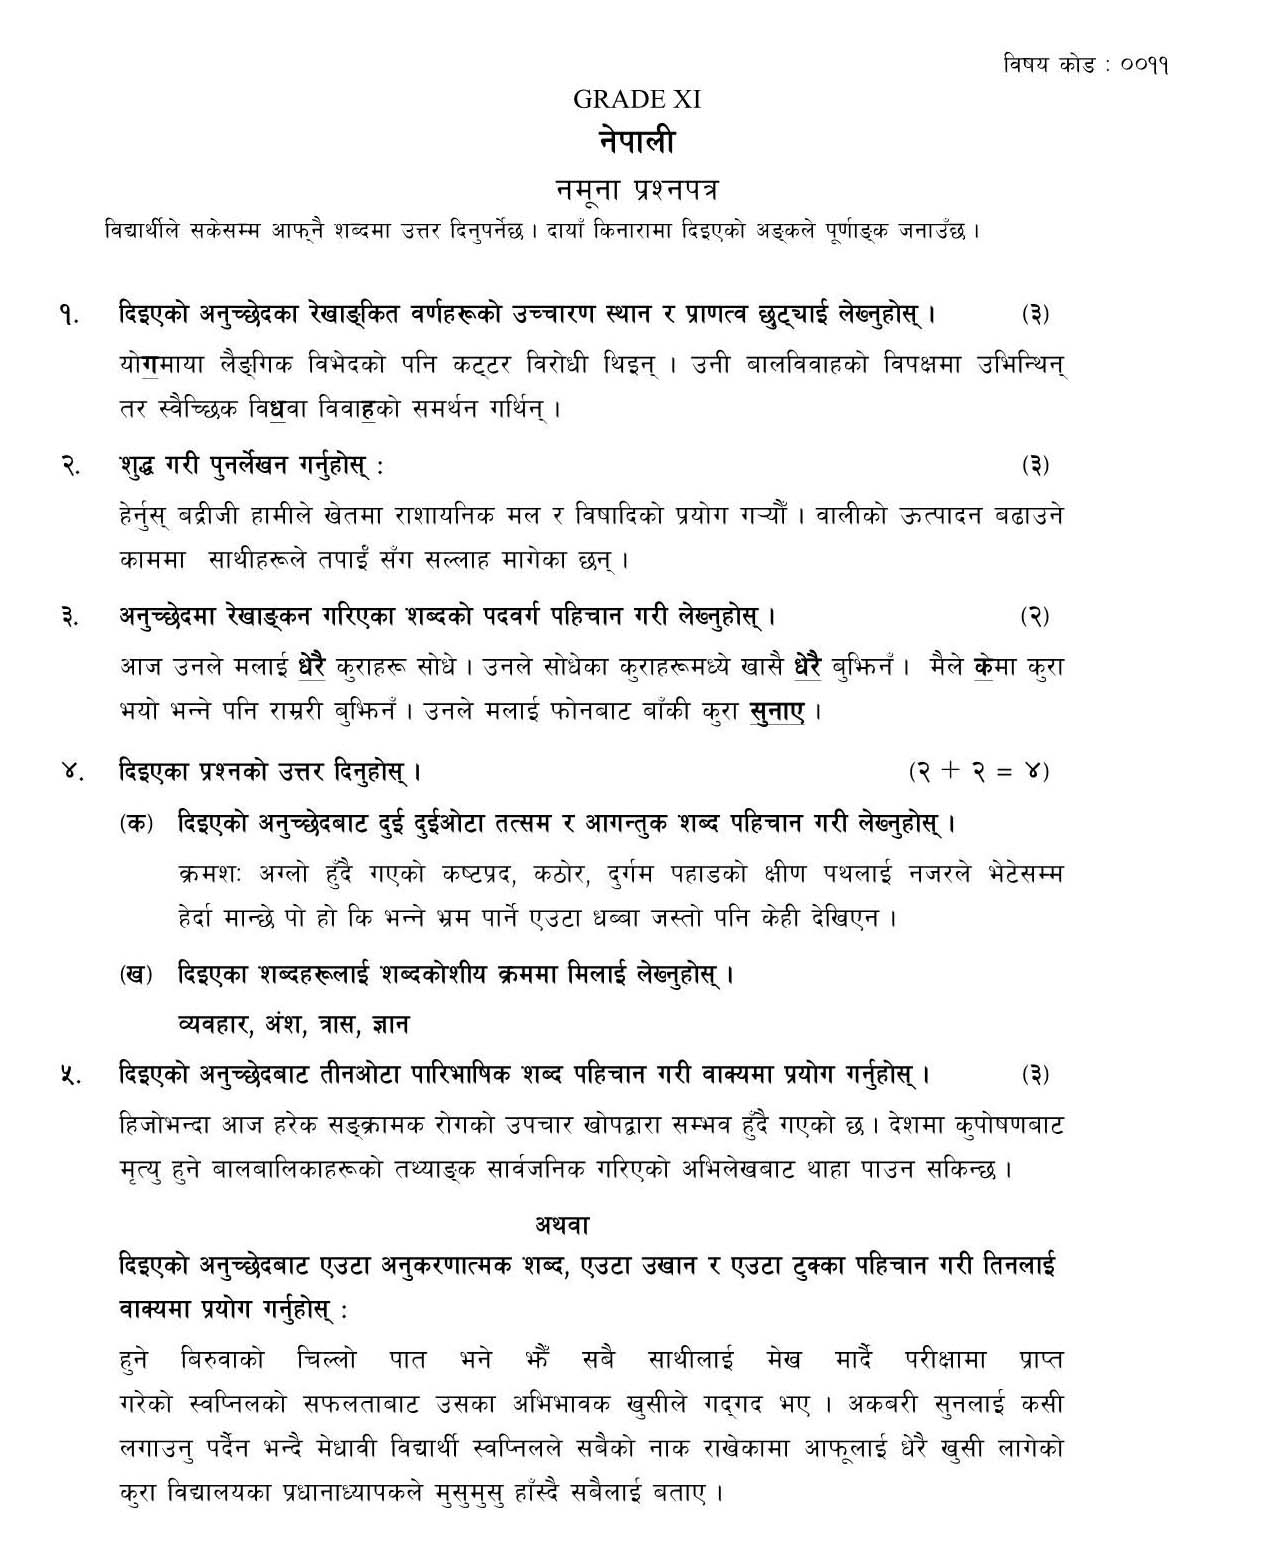 विषय कोड : ००११
GRADE XI
नेपाली
नमूना प्रश्नपत्र
विद्यार्थीले सकेसम्म आफ्‌नै शब्दमा उत्तर दिनुपर्नेछ । दायाँ किनारामा दिइएको अङ्कले पूर्णाङ्क जनाउँछ ।
१. दिइएको अनुच्छेदका रेखाङ्कित वर्णहरूको उच्चारण स्थान र प्राणत्व छुट्याई लेख्नुहोस् । (३)
योगमाया लैङ्गिक विभेदको पनि कट्टर विरोधी थिइन् । उनी बालविवाहको विपक्षमा उभिन्थिन्
तर स्वैच्छिक विधवा विवाहको समर्थन गर्थिन् ।
२. शुद्ध गरी पुनर्लेखन गर्नुहोस् : (३)
हेर्नुस् बद्रीजी हामीले खेतमा राशायनिक मल र विषादिको प्रयोग गऱ्यौँ । वालीको ऊत्पादन बढाउने
काममा साथीहरूले तपाईं सँग सल्लाह मागेका छन् ।
३. अनुच्छेदमा रेखाङ्कन गरिएका शब्दको पदवर्ग पहिचान गरी लेख्नुहोस् । (२)
आज उनले मलाई धेरै कुराहरू सोधे । उनले सोधेका कुराहरूमध्ये खासै धेरै बुझिनँ । मैले केमा कुरा
भयो भन्ने पनि राम्ररी बुझिनँ । उनले मलाई फोनबाट बाँकी कुरा सुनाए ।
४. दिइएका प्रश्नको उत्तर दिनुहोस् । (२ + २ = ४)
(क) दिइएको अनुच्छेदबाट दुई दुईओटा तत्सम र आगन्तुक शब्द पहिचान गरी लेख्नुहोस् ।
क्रमशः अग्लो हुँदै गएको कष्टप्रद, कठोर, दुर्गम पहाडको क्षीण पथलाई नजरले भेटेसम्म
हेर्दा मान्छे पो हो कि भन्ने भ्रम पार्ने एउटा धब्बा जस्तो पनि केही देखिएन ।
(ख) दिइएका शब्दहरूलाई शब्दकोशीय क्रममा मिलाई लेख्नुहोस् ।
व्यवहार, अंश, त्रास, ज्ञान
५. दिइएको अनुच्छेदबाट तीनओटा पारिभाषिक शब्द पहिचान गरी वाक्यमा प्रयोग गर्नुहोस् । (३)
हिजोभन्दा आज हरेक सङ्क्रामक रोगको उपचार खोपद्वारा सम्भव हुँदै गएको छ । देशमा कुपोषणबाट
मृत्यु हुने बालबालिकाहरूको तथ्याङ्क सार्वजनिक गरिएको अभिलेखबाट थाहा पाउन सकिन्छ ।
अथवा
दिइएको अनुच्छेदबाट एउटा अनुकरणात्मक शब्द, एउटा उखान र एउटा टुक्का पहिचान गरी तिनलाई
वाक्यमा प्रयोग गर्नुहोस् :
हुने बिरुवाको चिल्लो पात भने झैँ सबै साथीलाई मेख मार्दै परीक्षामा प्राप्त
गरेको स्वप्निलको सफलताबाट उसका अभिभावक खुसीले गद्‌गद भए । अकबरी सुनलाई कसी
लगाउनु पर्दैन भन्दै मेधावी विद्यार्थी स्वप्निलले सबैको नाक राखेकामा आफूलाई धेरै खुसी लागेको
कुरा विद्यालयका प्रधानाध्यापकले मुसुमुसु हाँस्दै सबैलाई बताए ।